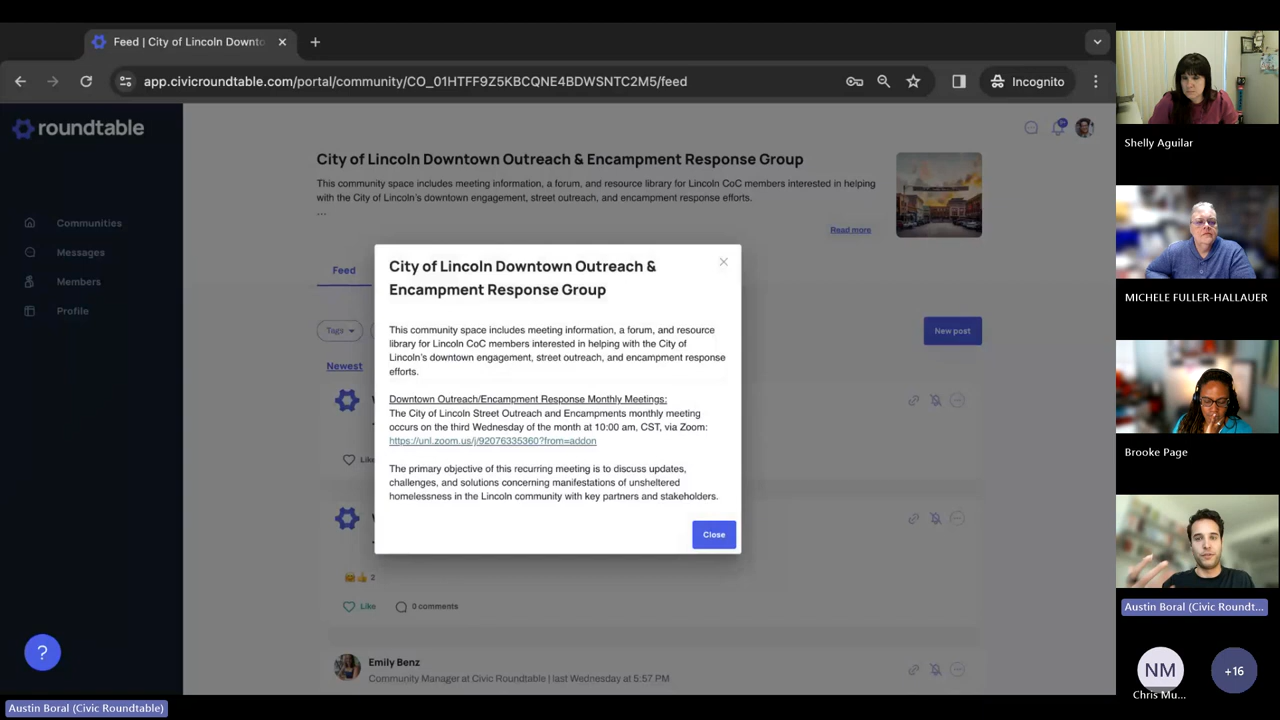 Feed | City of Lincoln Downto
app.civicroundtable.com/portal/community/CO_01HTFF9Z5KBCQNE4BDWSNTC2M5/feed
Incognito
roundtable
Communities
Messages
Members
Profile
City of Lincoln Downtown Outreach & Encampment Response Group
This community space includes meeting information, a forum, and resource library for Lincoln CoC members interested in helping
with the City of Lincoln's downtown engagement, street outreach, and encampment response efforts.
...
Read more
Feed
Tags
New post
Newest
Like
City of Lincoln Downtown Outreach &
Encampment Response Group
This community space includes meeting information, a forum, and resource
library for Lincoln CoC members interested in helping with the City of
Lincoln's downtown engagement, street outreach, and encampment response
efforts.
Downtown Outreach/Encampment Response Monthly Meetings:
The City of Lincoln Street Outreach and Encampments monthly meeting
occurs on the third Wednesday of the month at 10:00 am, CST, via Zoom:
https://unl.zoom.us/j/92076335360?from=addon
The primary objective of this recurring meeting is to discuss updates,
challenges, and solutions concerning manifestations of unsheltered
homelessness in the Lincoln community with key partners and stakeholders.
Close
2
Like
0 comments
Emily Benz
Community Manager at Civic Roundtable | last Wednesday at 5:57 PM
?
Austin Boral (Civic Roundtable)
Shelly Aguilar
MICHELE FULLER-HALLAUER
Brooke Page
Austin Boral (Civic Roundt...
NM
Chris Mu...
+16